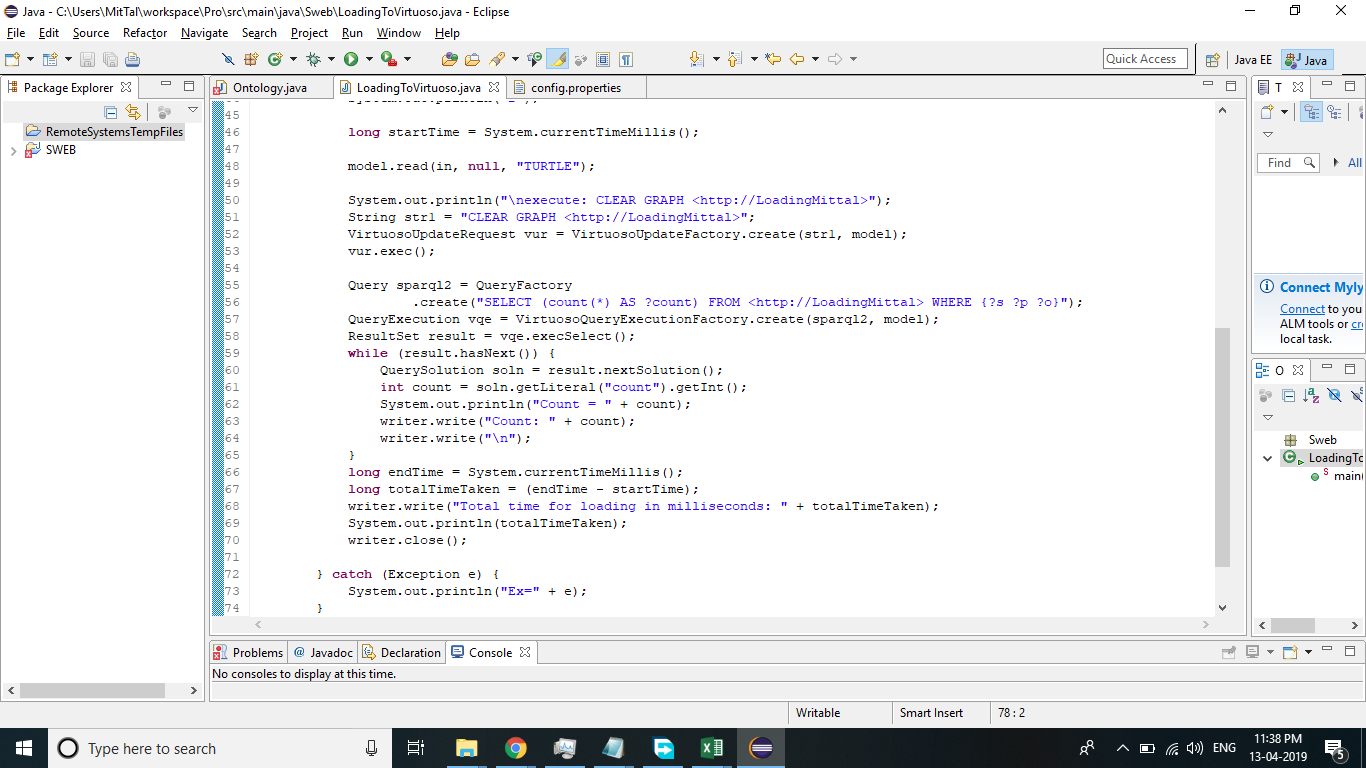 Java - C:\Users\MitTal\workspace\Pro\src\main\java\Sweb\LoadingToVirtuoso.java - Eclipse
File Edit Source Refactor Navigate Search Project Run Window Help
Quick Access Java EE Java
Package Explorer
RemoteSystemsTempFiles
SWEB
Ontology.java LoadingToVirtuoso.java config.properties
45
46 long startTime = System.currentTimeMillis();
47
48 model.read(in, null, "TURTLE");
49
50 System.out.println("\nexecute: CLEAR GRAPH <http://LoadingMittal>");
51 String str1 = "CLEAR GRAPH <http://LoadingMittal>";
52 VirtuosoUpdateRequest vur = VirtuosoUpdateFactory.create(str1, model);
53 vur.exec();
54
55 Query sparql2 = QueryFactory
56 .create("SELECT (count(*) AS ?count) FROM <http://LoadingMittal> WHERE {?s ?p ?o}");
57 QueryExecution vqe = VirtuosoQueryExecutionFactory.create(sparql2, model);
58 ResultSet result = vqe.execSelect();
59 while (result.hasNext()) {
60 QuerySolution soln = result.nextSolution();
61 int count = soln.getLiteral("count").getInt();
62 System.out.println("Count = " + count);
63 writer.write("Count: " + count);
64 writer.write("\n");
65 }
66 long endTime = System.currentTimeMillis();
67 long totalTimeTaken = (endTime - startTime);
68 writer.write("Total time for loading in milliseconds: " + totalTimeTaken);
69 System.out.println(totalTimeTaken);
70 writer.close();
71
72 } catch (Exception e) {
73 System.out.println("Ex=" + e);
74 }
T
Find All
Connect Myly
Connect to you
ALM tools or cr
local task.
O
Sweb
LoadingTo
S main(
Problems @ Javadoc Declaration Console
No consoles to display at this time.
Writable Smart Insert 78 : 2
Type here to search
ENG 11:38 PM
13-04-2019
5